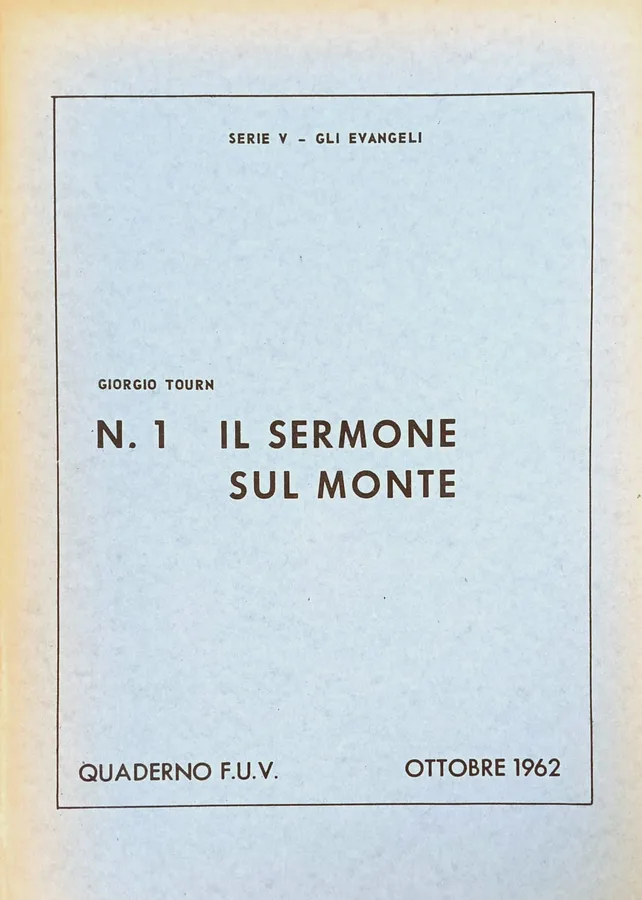 SERIE V - GLI EVANGELI
GIORGIO TOURN
N. 1 IL SERMONE
SUL MONTE
QUADERNO F.U.V. OTTOBRE 1962